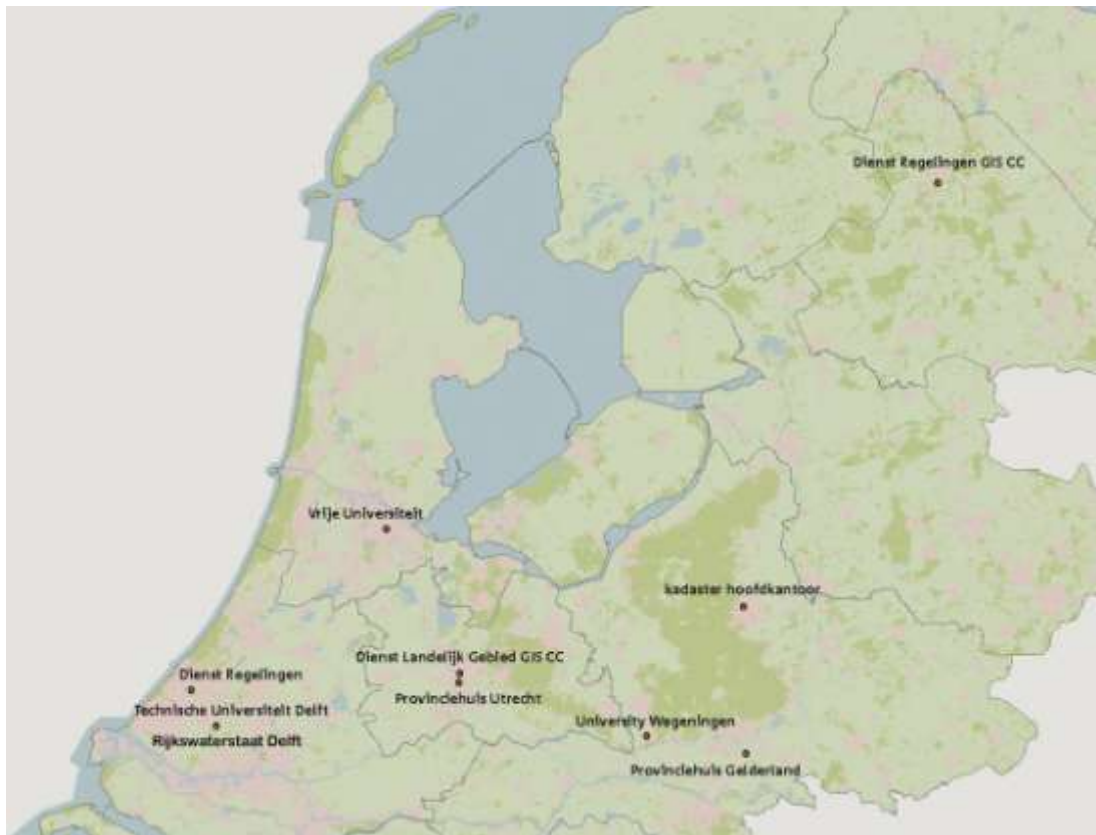 Dienst Regelingen GIS CC
Vrije Universiteit
kadaster hoofdkantoor
Dienst Landelijk Gebied GIS CC
Dienst Regelingen
Provinciehuis Utrecht
Technische Universiteit Delft
University Wageningen
Rijkswaterstaat Delft
Provinciehuis Gelderland